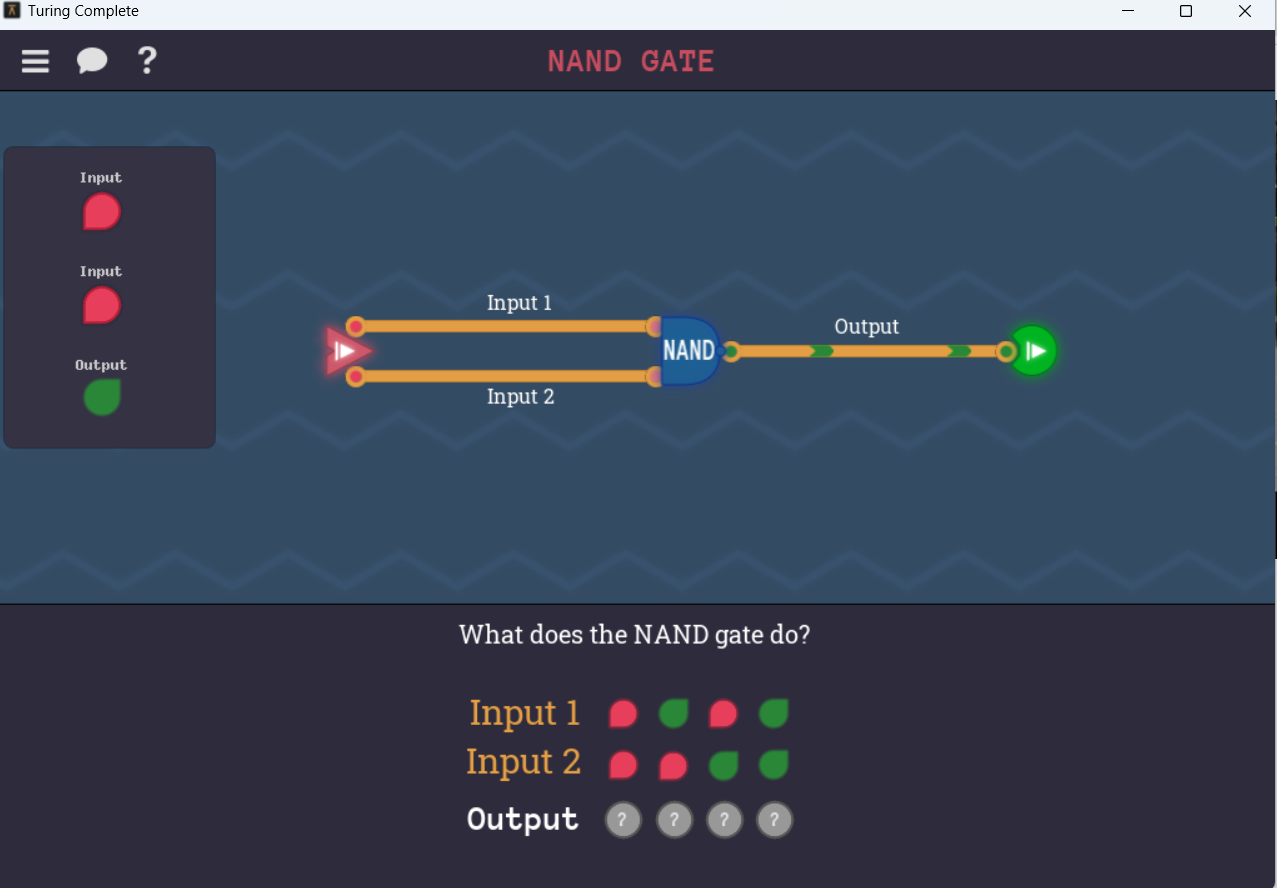 Turing Complete
?
NAND GATE
Input
Input
Output
Input 1
Input 2
NAND
Output
What does the NAND gate do?
Input 1
Input 2
Output ? ? ? ?